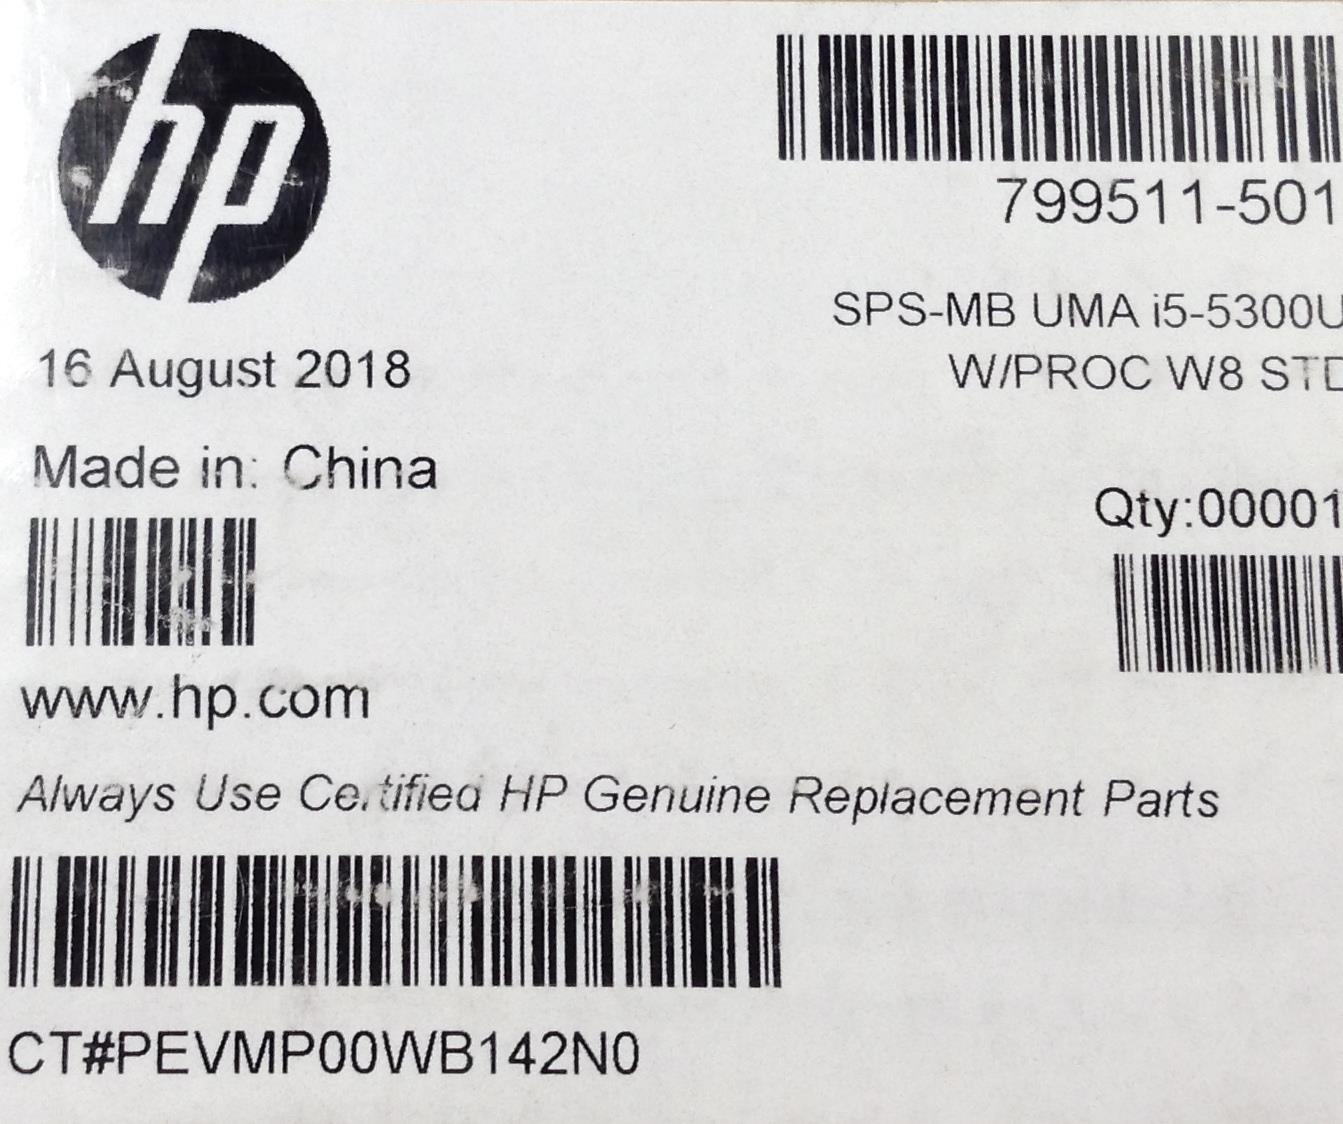 hp
799511-501
SPS-MB UMA i5-5300U
W/PROC W8 STD
16 August 2018
Made in: China
Qty:00001
www.hp.com
Always Use Certified HP Genuine Replacement Parts
CT#PEVMP00WB142N0